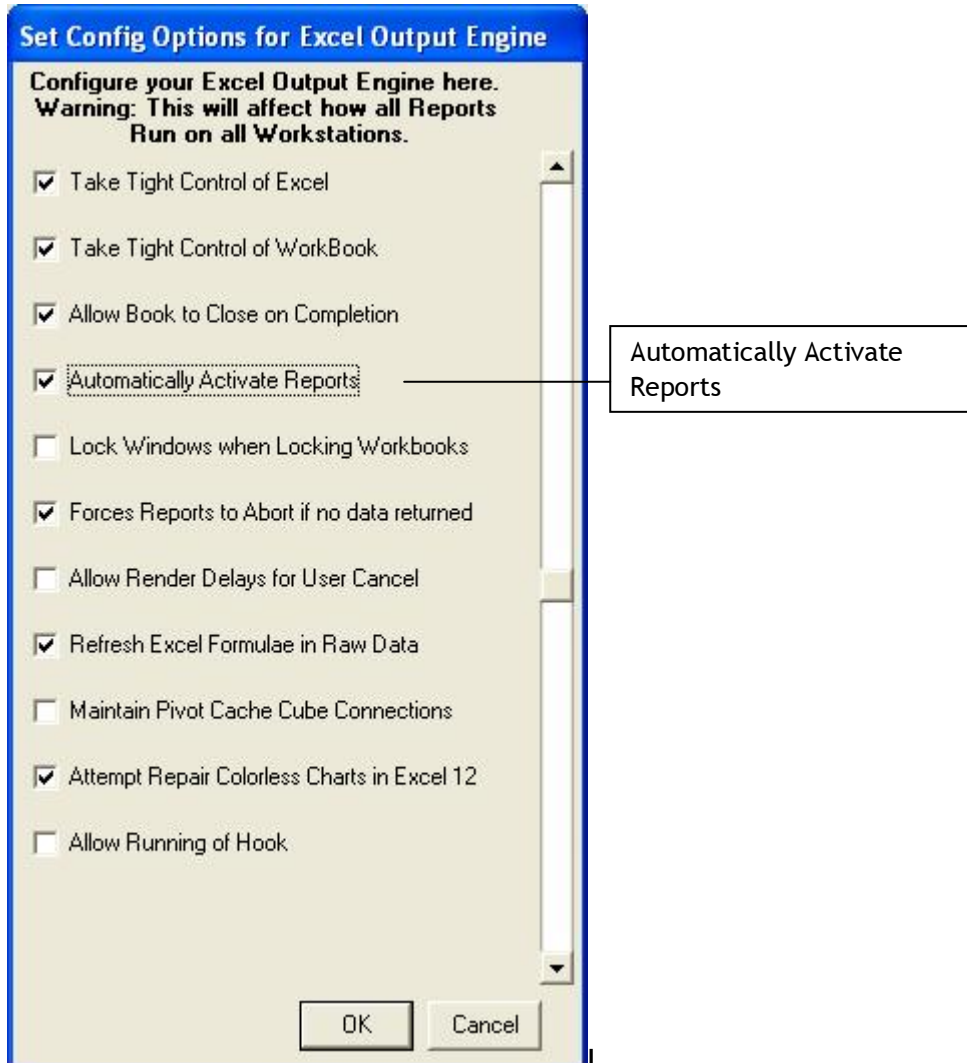 Set Config Options for Excel Output Engine
Configure your Excel Output Engine here.
Warning: This will affect how all Reports
Run on all Workstations.
Take Tight Control of Excel
Take Tight Control of WorkBook
Allow Book to Close on Completion
Automatically Activate Reports
Automatically Activate
Reports
Lock Windows when Locking Workbooks
Forces Reports to Abort if no data returned
Allow Render Delays for User Cancel
Refresh Excel Formulae in Raw Data
Maintain Pivot Cache Cube Connections
Attempt Repair Colorless Charts in Excel 12
Allow Running of Hook
OK
Cancel